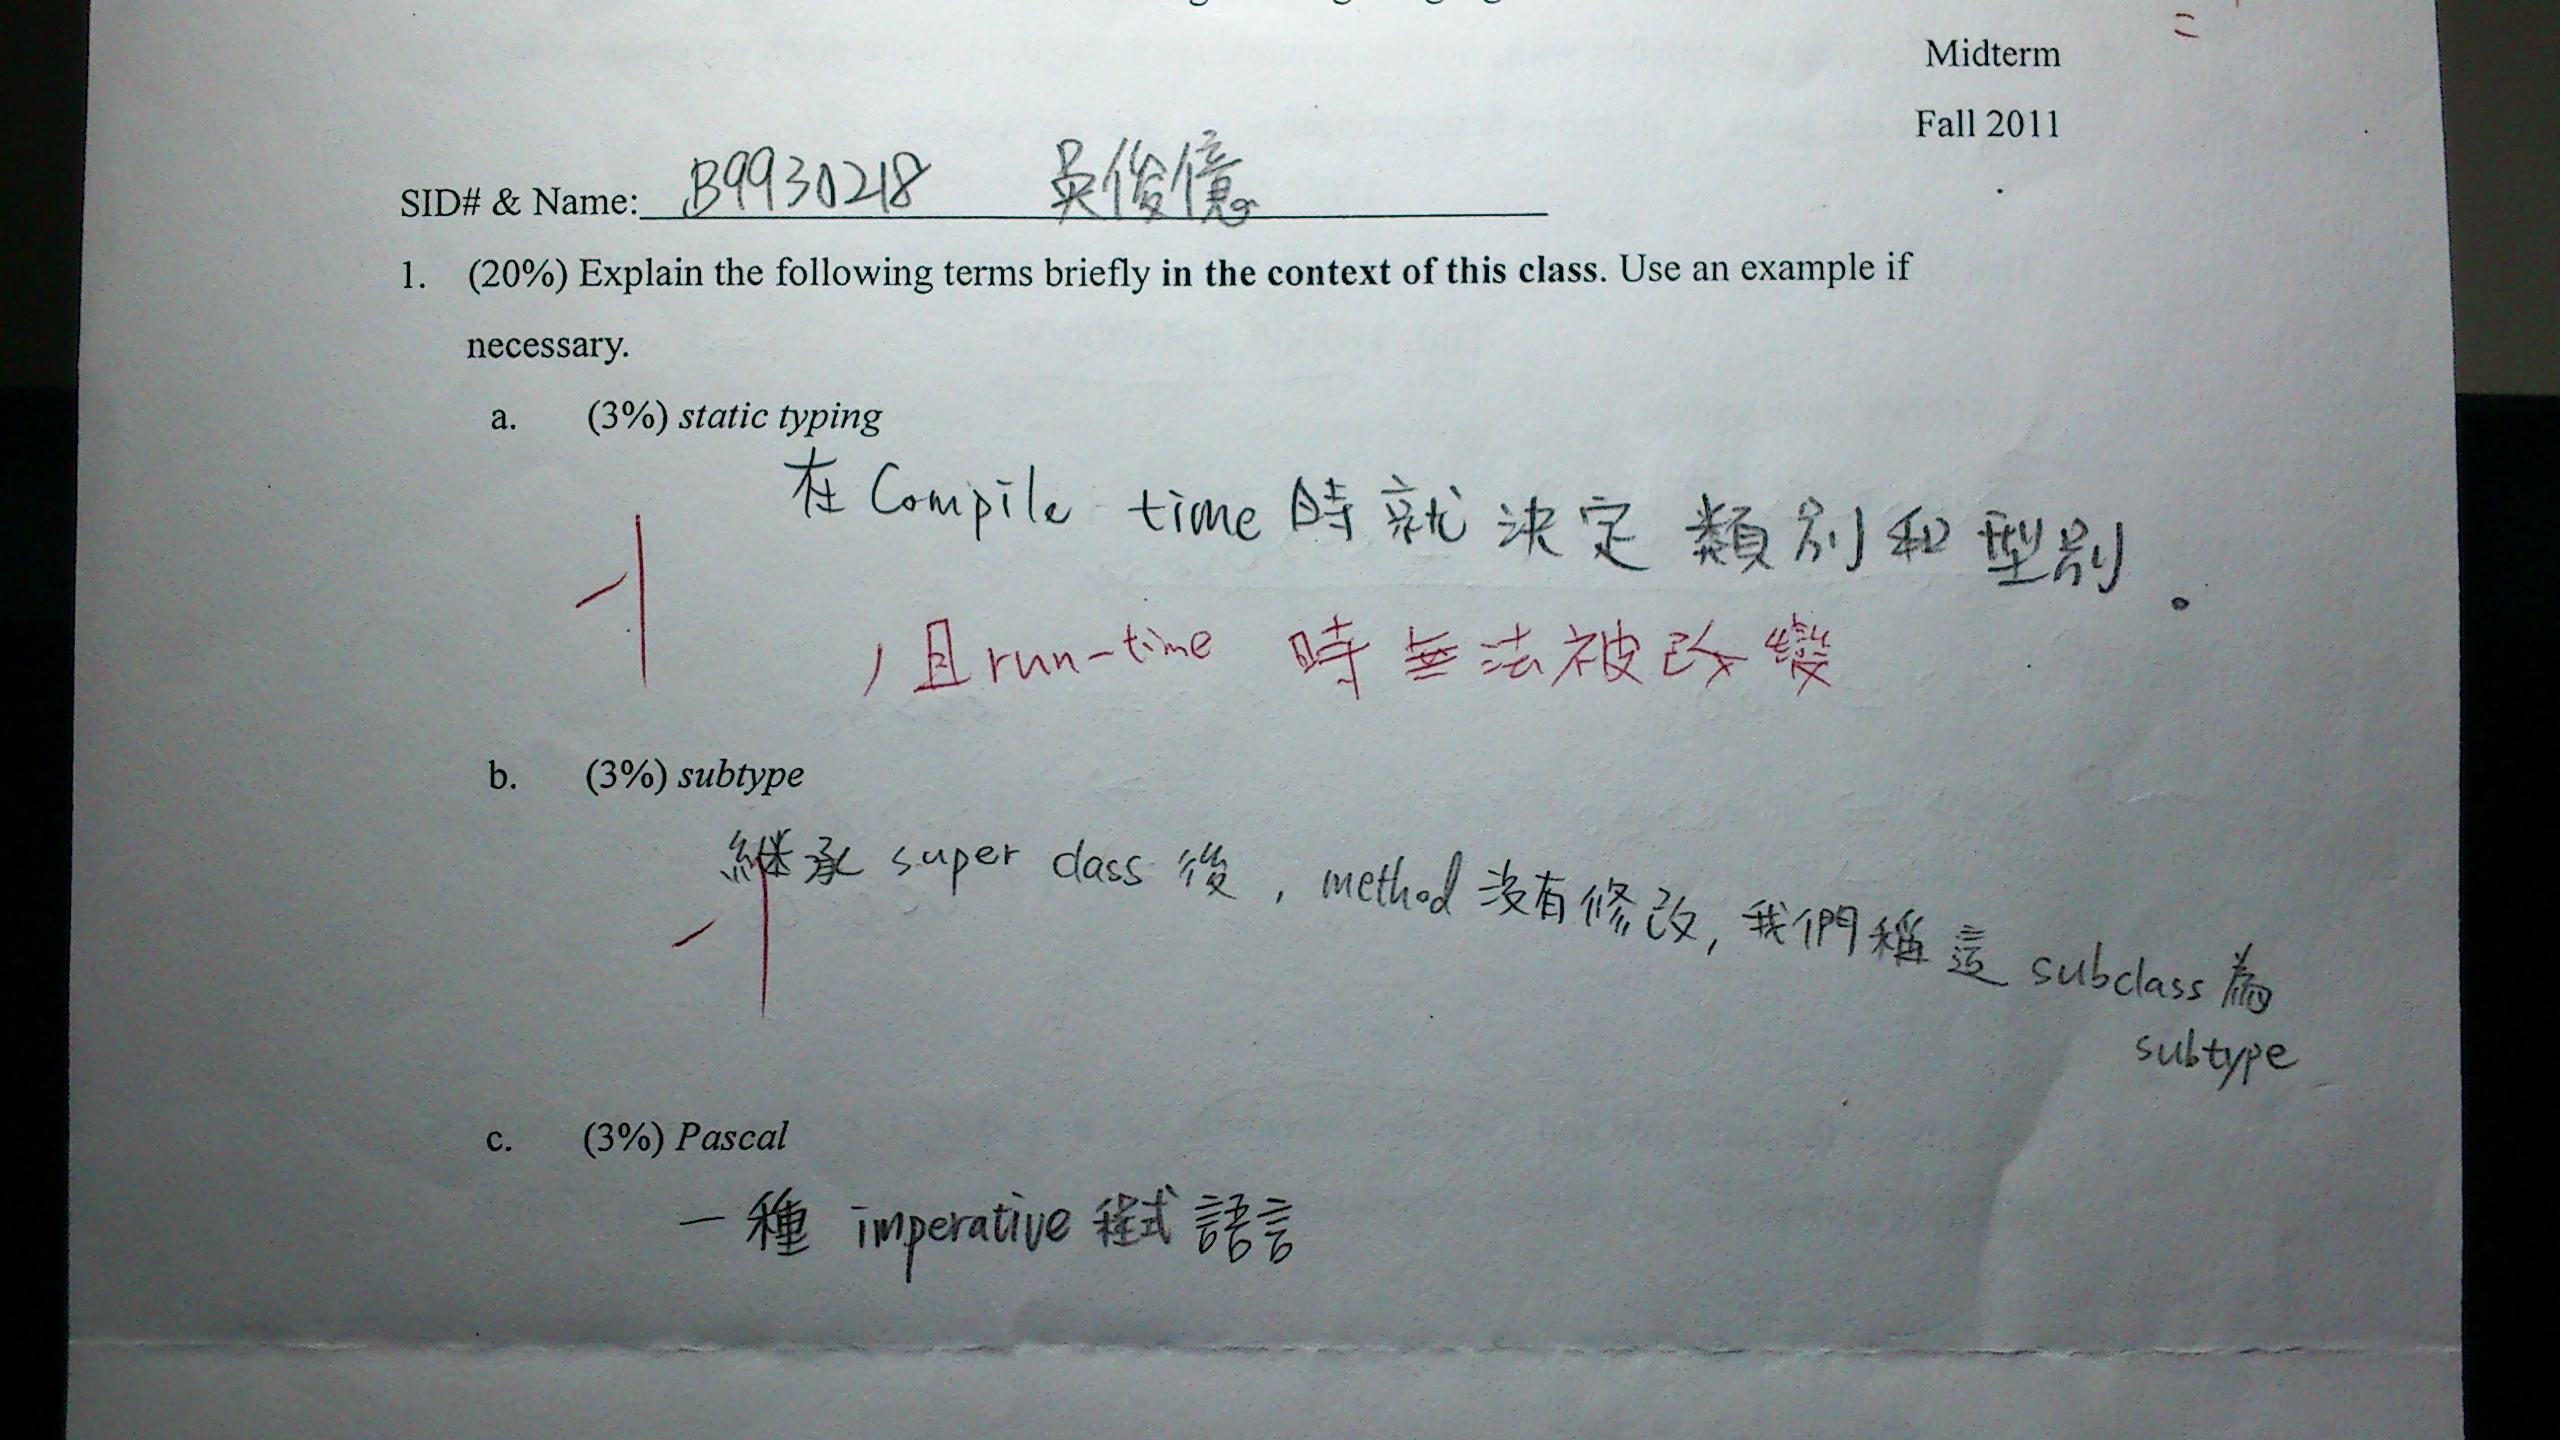 Midterm
Fall 2011
SID# & Name: B9930218 吳俊億
1. (20%) Explain the following terms briefly in the context of this class. Use an example if
necessary.
a. (3%) static typing
在 Compile time 時就決定類別和型別。
-1
，且 run-time 時無法被改變
b. (3%) subtype
繼承 super class 後, method 沒有修改, 我們稱這 subclass 為
subtype
-1
c. (3%) Pascal
一種 imperative 程式語言